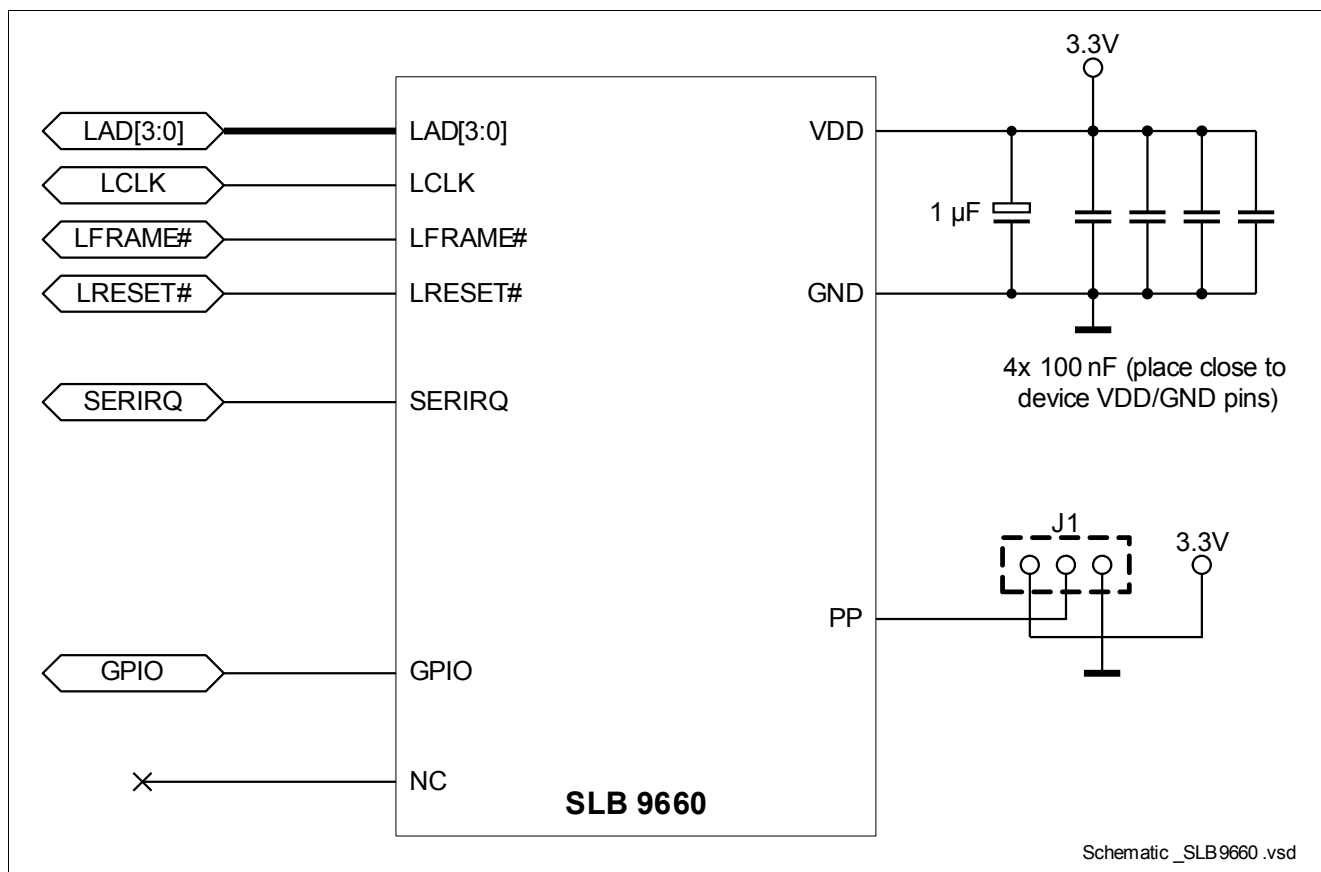 3.3V
LAD[3:0]
LAD[3:0]
VDD
LCLK
LCLK
1 µF
LFRAME#
LFRAME#
LRESET#
LRESET#
GND
4x 100 nF (place close to
device VDD/GND pins)
SERIRQ
SERIRQ
J1
3.3V
PP
GPIO
GPIO
NC
SLB 9660
Schematic _SLB9660 .vsd